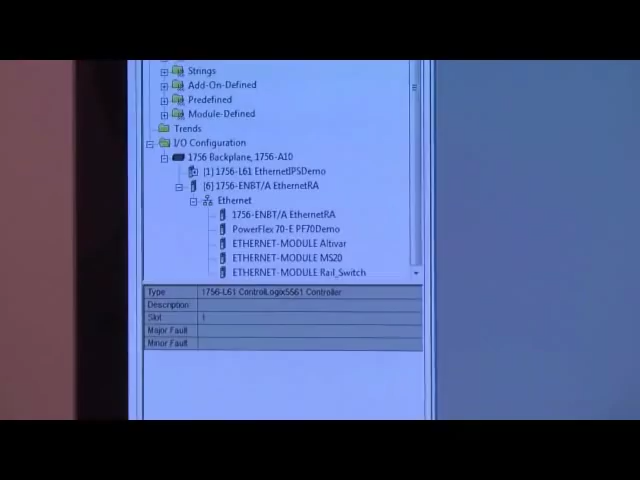 Strings
Add-On-Defined
Predefined
Module-Defined
Trends
I/O Configuration
1756 Backplane, 1756-A10
[1] 1756-L61 EthernetIPSDemo
[6] 1756-ENBT/A EthernetRA
Ethernet
1756-ENBT/A EthernetRA
PowerFlex 70-E PF70Demo
ETHERNET-MODULE Altivar
ETHERNET-MODULE MS20
ETHERNET-MODULE Rail_Switch
Type 1756-L61 ControlLogix5561 Controller
Description
Slot 1
Major Fault
Minor Fault